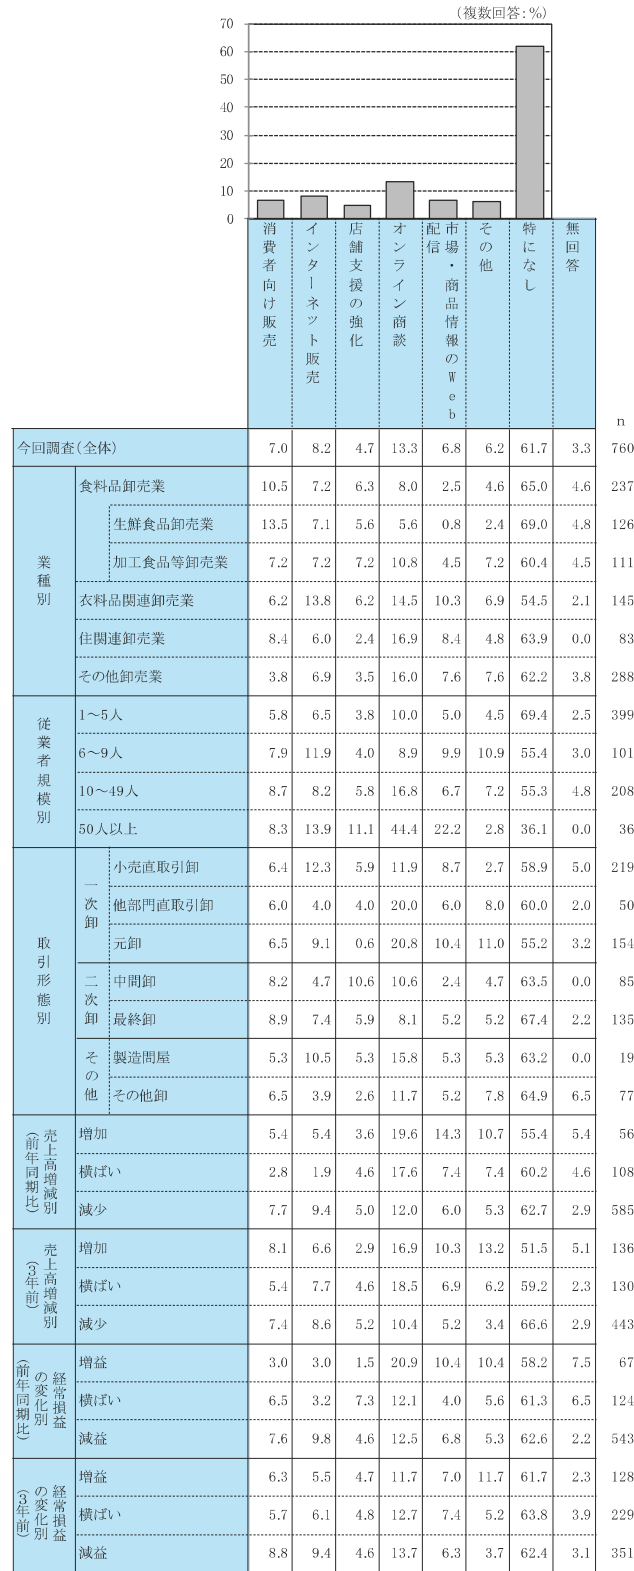 （複数回答：%）
70
60
50
40
30
20
10
0
消費者向け販売
インターネット販売
店舗支援の強化
オンライン商談
市場・商品情報のWeb
配信
その他
特になし
無回答
n
今回調査（全体） 7.0 8.2 4.7 13.3 6.8 6.2 61.7 3.3 760
業種別
食料品卸売業 10.5 7.2 6.3 8.0 2.5 4.6 65.0 4.6 237
生鮮食品卸売業 13.5 7.1 5.6 5.6 0.8 2.4 69.0 4.8 126
加工食品等卸売業 7.2 7.2 7.2 10.8 4.5 7.2 60.4 4.5 111
衣料品関連卸売業 6.2 13.8 6.2 14.5 10.3 6.9 54.5 2.1 145
住関連卸売業 8.4 6.0 2.4 16.9 8.4 4.8 63.9 0.0 83
その他卸売業 3.8 6.9 3.5 16.0 7.6 7.6 62.2 3.8 288
従業者規模別
1～5人 5.8 6.5 3.8 10.0 5.0 4.5 69.4 2.5 399
6～9人 7.9 11.9 4.0 8.9 9.9 10.9 55.4 3.0 101
10～49人 8.7 8.2 5.8 16.8 6.7 7.2 55.3 4.8 208
50人以上 8.3 13.9 11.1 44.4 22.2 2.8 36.1 0.0 36
取引形態別
一次卸
小売直取引卸 6.4 12.3 5.9 11.9 8.7 2.7 58.9 5.0 219
他部門直取引卸 6.0 4.0 4.0 20.0 6.0 8.0 60.0 2.0 50
元卸 6.5 9.1 0.6 20.8 10.4 11.0 55.2 3.2 154
二次卸
中間卸 8.2 4.7 10.6 10.6 2.4 4.7 63.5 0.0 85
最終卸 8.9 7.4 5.9 8.1 5.2 5.2 67.4 2.2 135
その他
製造問屋 5.3 10.5 5.3 15.8 5.3 5.3 63.2 0.0 19
その他卸 6.5 3.9 2.6 11.7 5.2 7.8 64.9 6.5 77
売上高増減別
（前年同期比）
増加 5.4 5.4 3.6 19.6 14.3 10.7 55.4 5.4 56
横ばい 2.8 1.9 4.6 17.6 7.4 7.4 60.2 4.6 108
減少 7.7 9.4 5.0 12.0 6.0 5.3 62.7 2.9 585
売上高増減別
（3年前）
増加 8.1 6.6 2.9 16.9 10.3 13.2 51.5 5.1 136
横ばい 5.4 7.7 4.6 18.5 6.9 6.2 59.2 2.3 130
減少 7.4 8.6 5.2 10.4 5.2 3.4 66.6 2.9 443
経常損益
の変化別
（前年同期比）
増益 3.0 3.0 1.5 20.9 10.4 10.4 58.2 7.5 67
横ばい 6.5 3.2 7.3 12.1 4.0 5.6 61.3 6.5 124
減益 7.6 9.8 4.6 12.5 6.8 5.3 62.6 2.2 543
経常損益
の変化別
（3年前）
増益 6.3 5.5 4.7 11.7 7.0 11.7 61.7 2.3 128
横ばい 5.7 6.1 4.8 12.7 7.4 5.2 63.8 3.9 229
減益 8.8 9.4 4.6 13.7 6.3 3.7 62.4 3.1 351